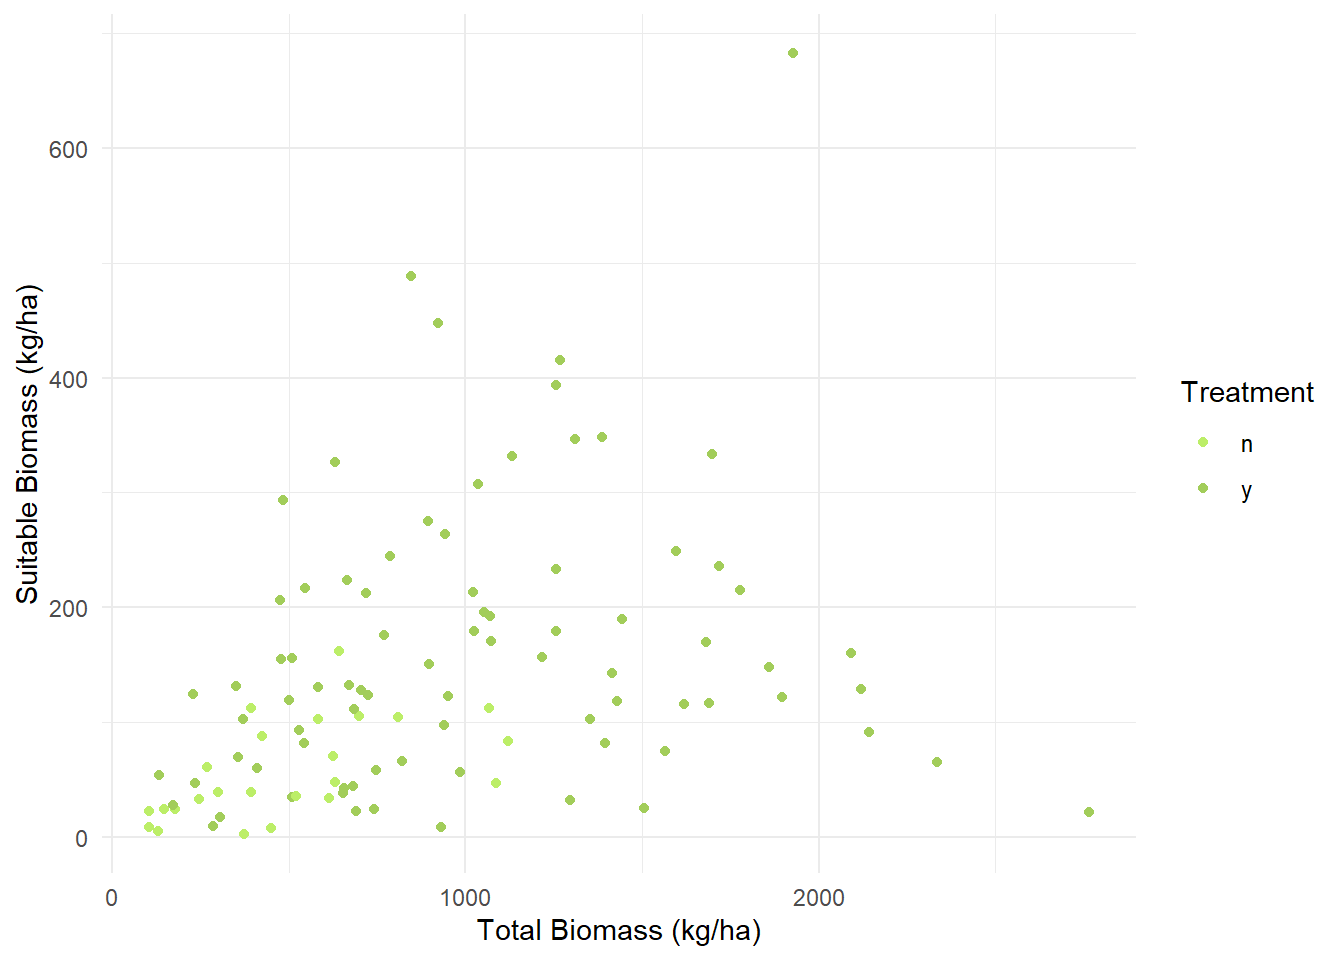 600
400
200
0
Suitable Biomass (kg/ha)
0 1000 2000
Total Biomass (kg/ha)
Treatment
n
y